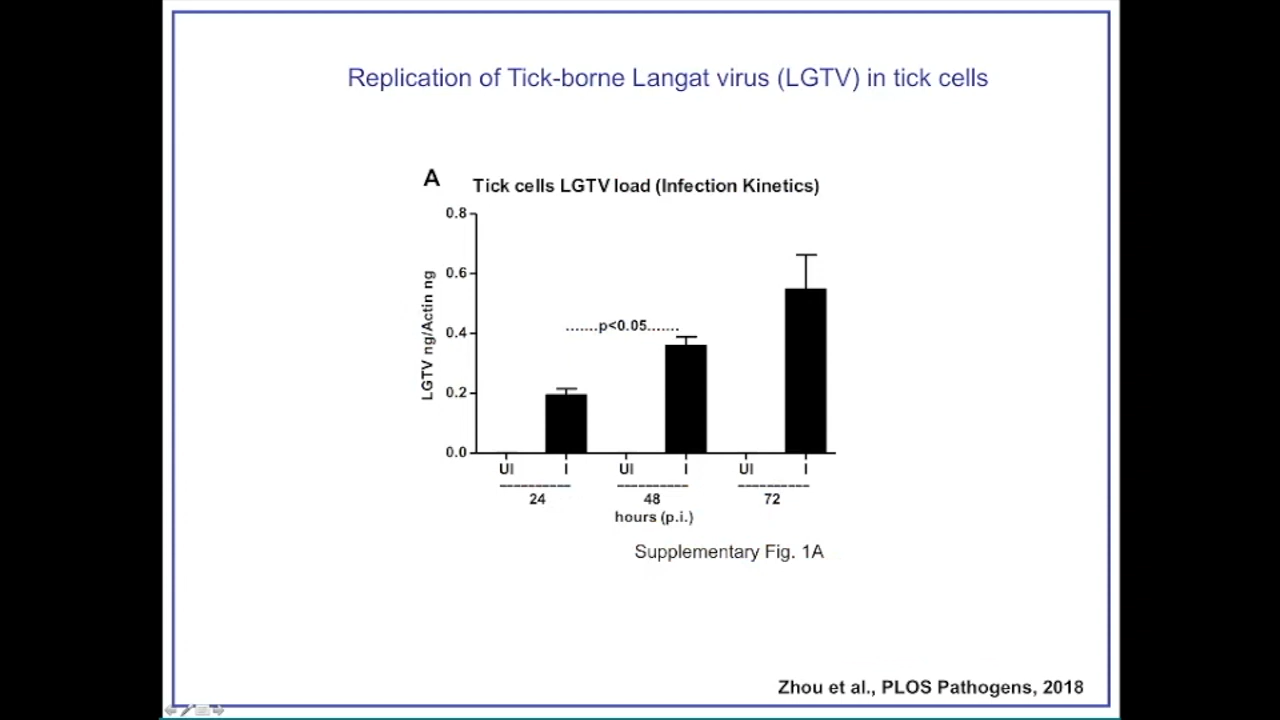 Replication of Tick-borne Langat virus (LGTV) in tick cells
A
Tick cells LGTV load (Infection Kinetics)
LGTV ng/Actin ng
0.8
0.6
0.4
0.2
0.0
.......p<0.05.......
UI I UI I UI I
24 48 72
hours (p.i.)
Supplementary Fig. 1A
Zhou et al., PLOS Pathogens, 2018